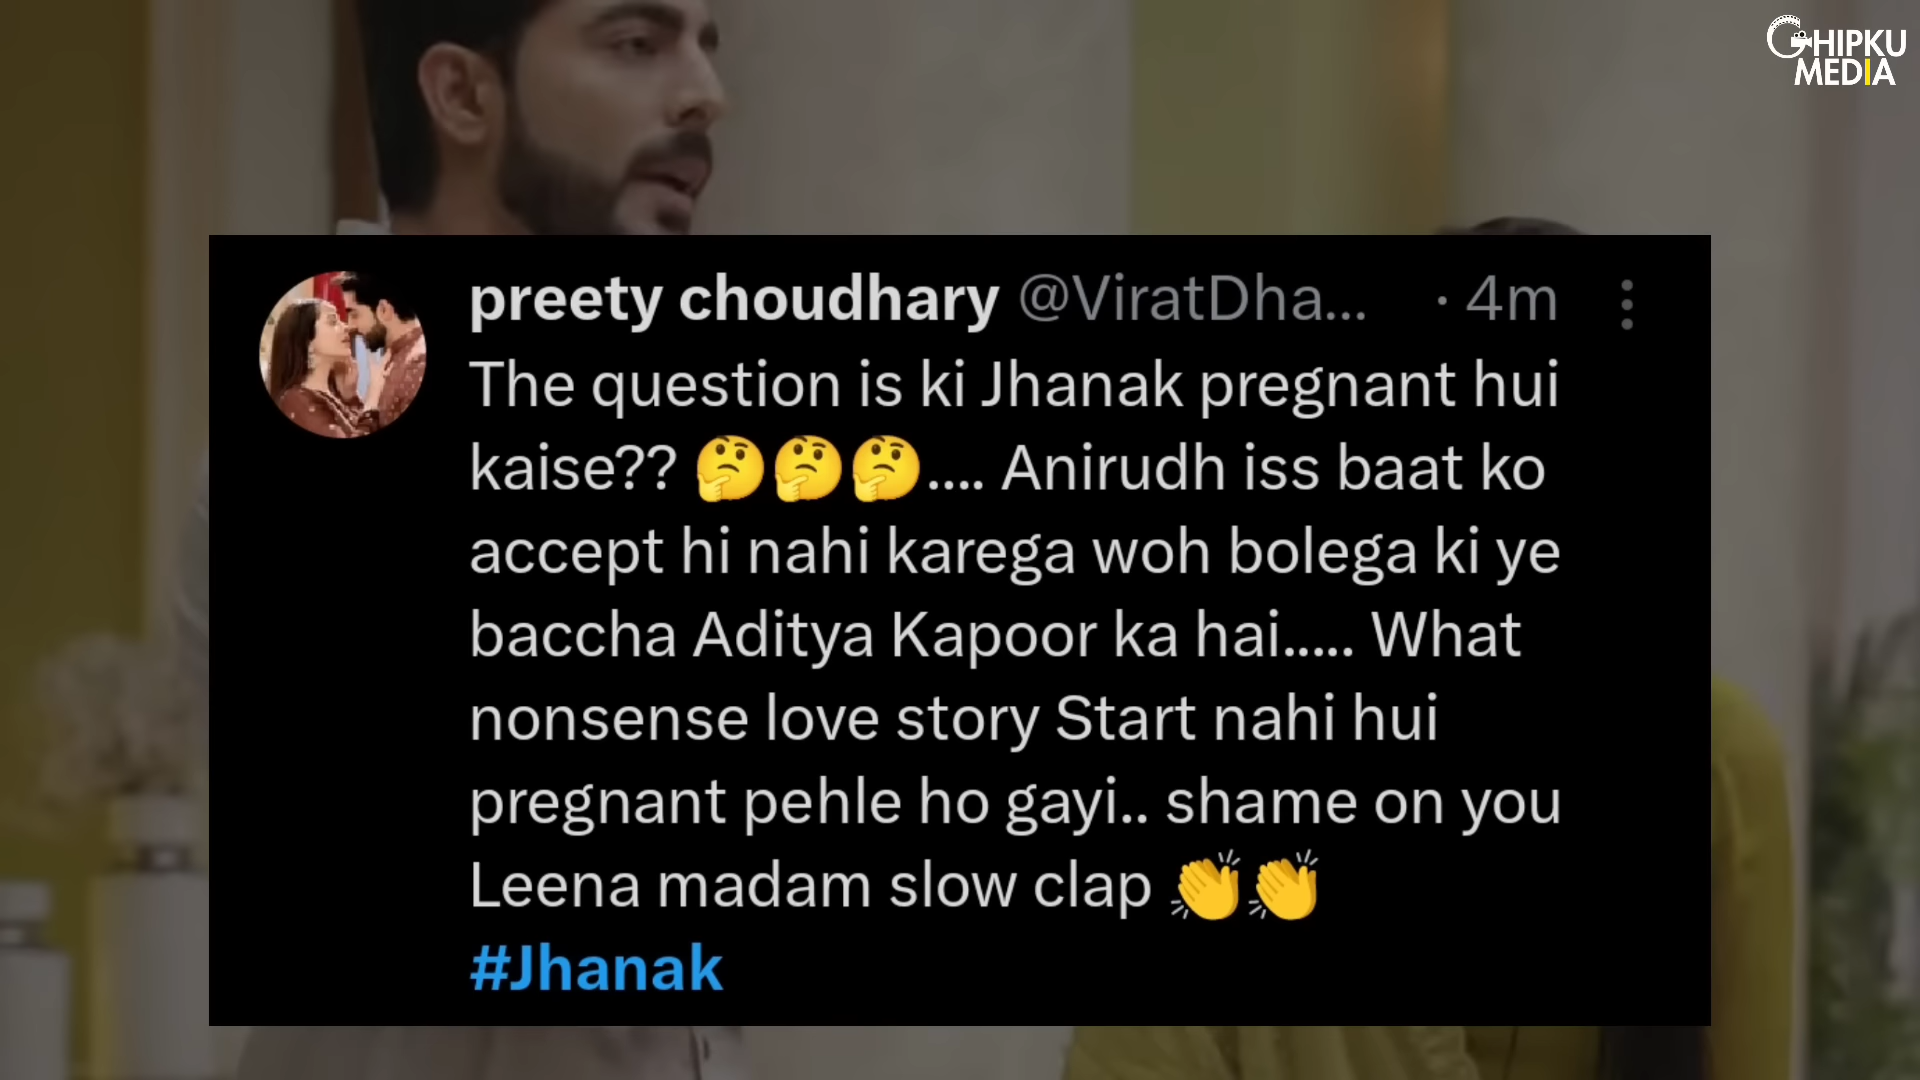 GHIPKU
MEDIA
preety choudhary @ViratDha... · 4m
The question is ki Jhanak pregnant hui
kaise?? 🤔🤔🤔.... Anirudh iss baat ko
accept hi nahi karega woh bolega ki ye
baccha Aditya Kapoor ka hai..... What
nonsense love story Start nahi hui
pregnant pehle ho gayi.. shame on you
Leena madam slow clap 👏👏
#Jhanak